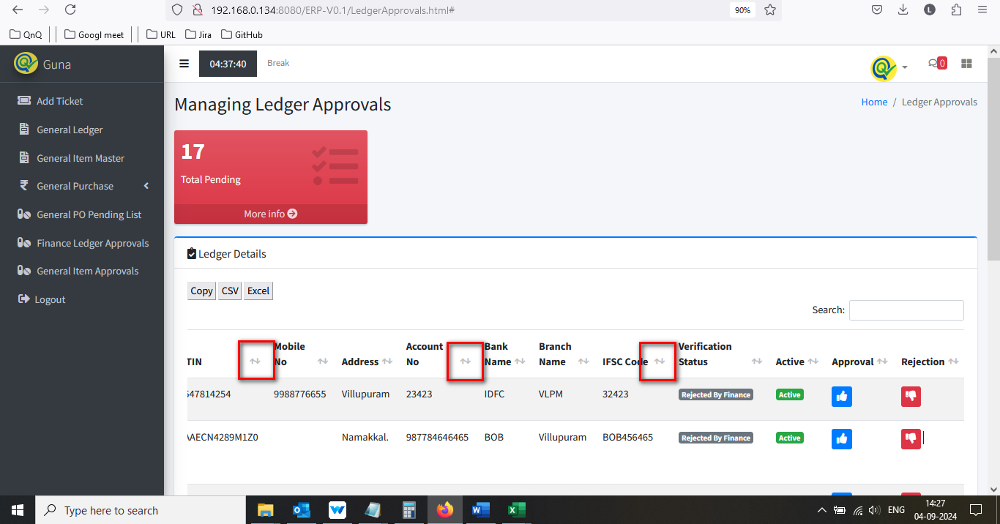 192.168.0.134:8080/ERP-V0.1/LedgerApprovals.html#
90%
L
QnQ
Googl meet
URL
Jira
GitHub
Guna
04:37:40
Break
0
Add Ticket
General Ledger
General Item Master
General Purchase
General PO Pending List
Finance Ledger Approvals
General Item Approvals
Logout
Managing Ledger Approvals
Home / Ledger Approvals
17
Total Pending
More info
Ledger Details
Copy CSV Excel
Search:
TIN Mobile No Address Account No Bank Name Branch Name IFSC Code Verification Status Active Approval Rejection
647814254 9988776655 Villupuram 23423 IDFC VLPM 32423 Rejected By Finance Active
AAECN4289M1Z0 Namakkal. 987784646465 BOB Villupuram BOB456465 Rejected By Finance Active
Type here to search
ENG
14:27
04-09-2024